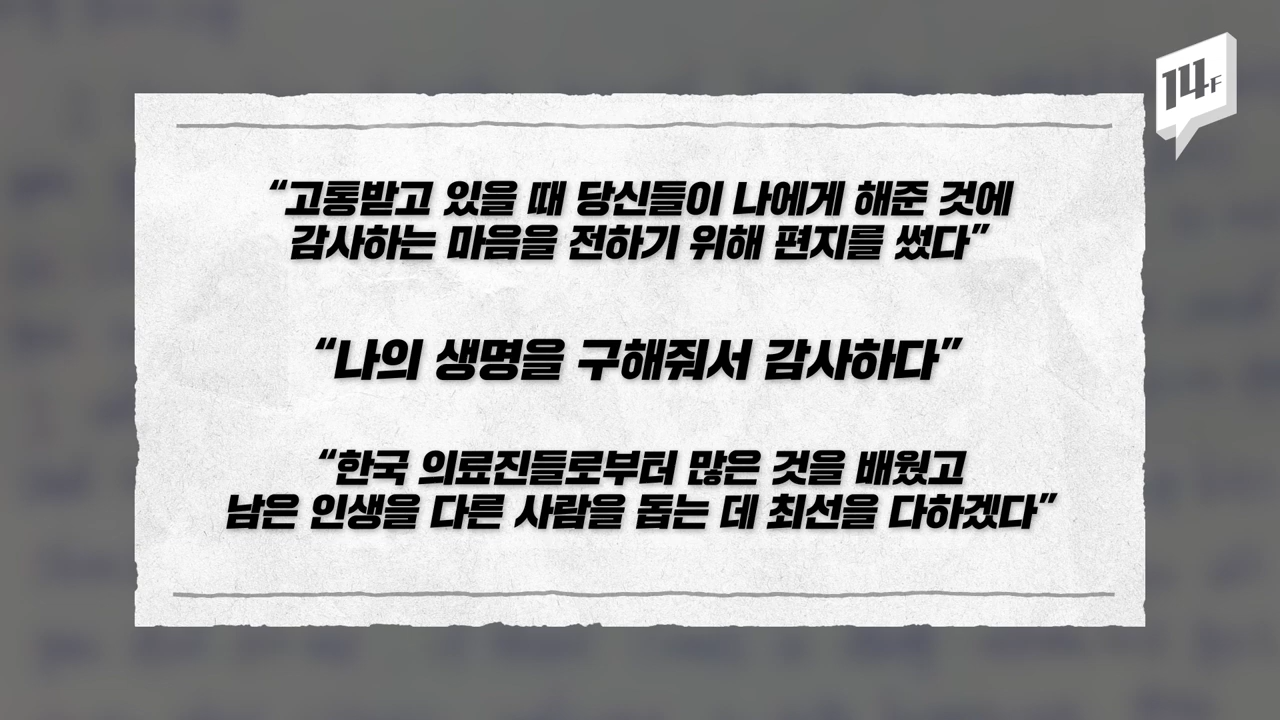 14F
“고통받고 있을 때 당신들이 나에게 해준 것에
감사하는 마음을 전하기 위해 편지를 썼다”
“나의 생명을 구해줘서 감사하다”
“한국 의료진들로부터 많은 것을 배웠고
남은 인생을 다른 사람을 돕는 데 최선을 다하겠다”